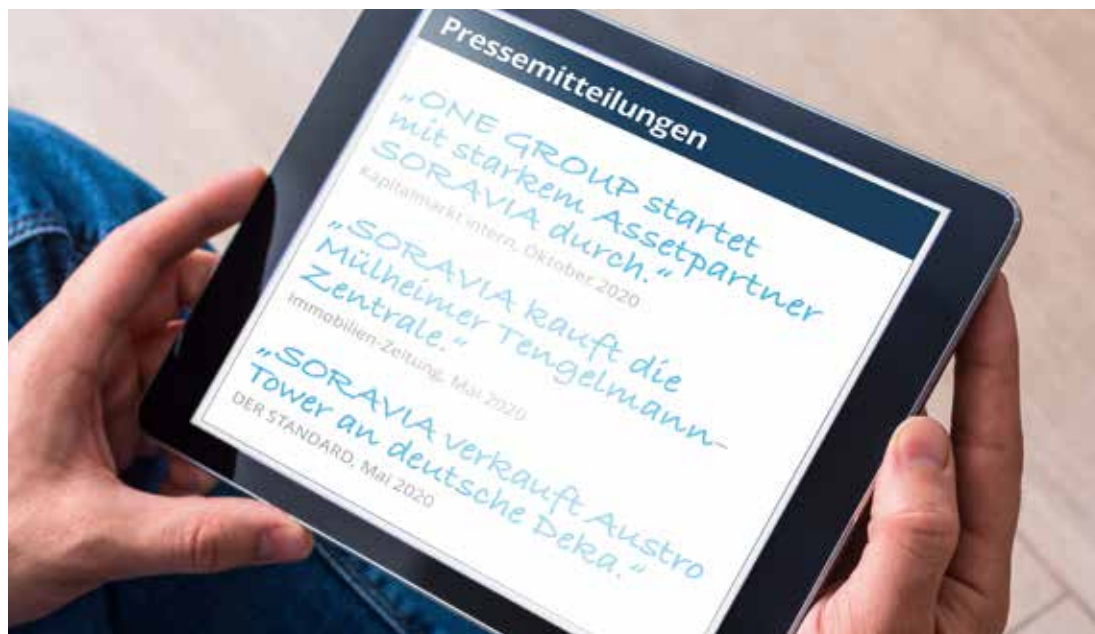 Pressemitteilungen
„ONE GROUP startet
mit starkem Assetpartner
SORAVIA durch.“
Kapitalmarkt intern, Oktober 2020
„SORAVIA kauft die
Mülheimer Tengelmann-
Zentrale.“
Immobilien-Zeitung, Mai 2020
„SORAVIA verkauft Austro
Tower an deutsche Deka.“
DER STANDARD, Mai 2020